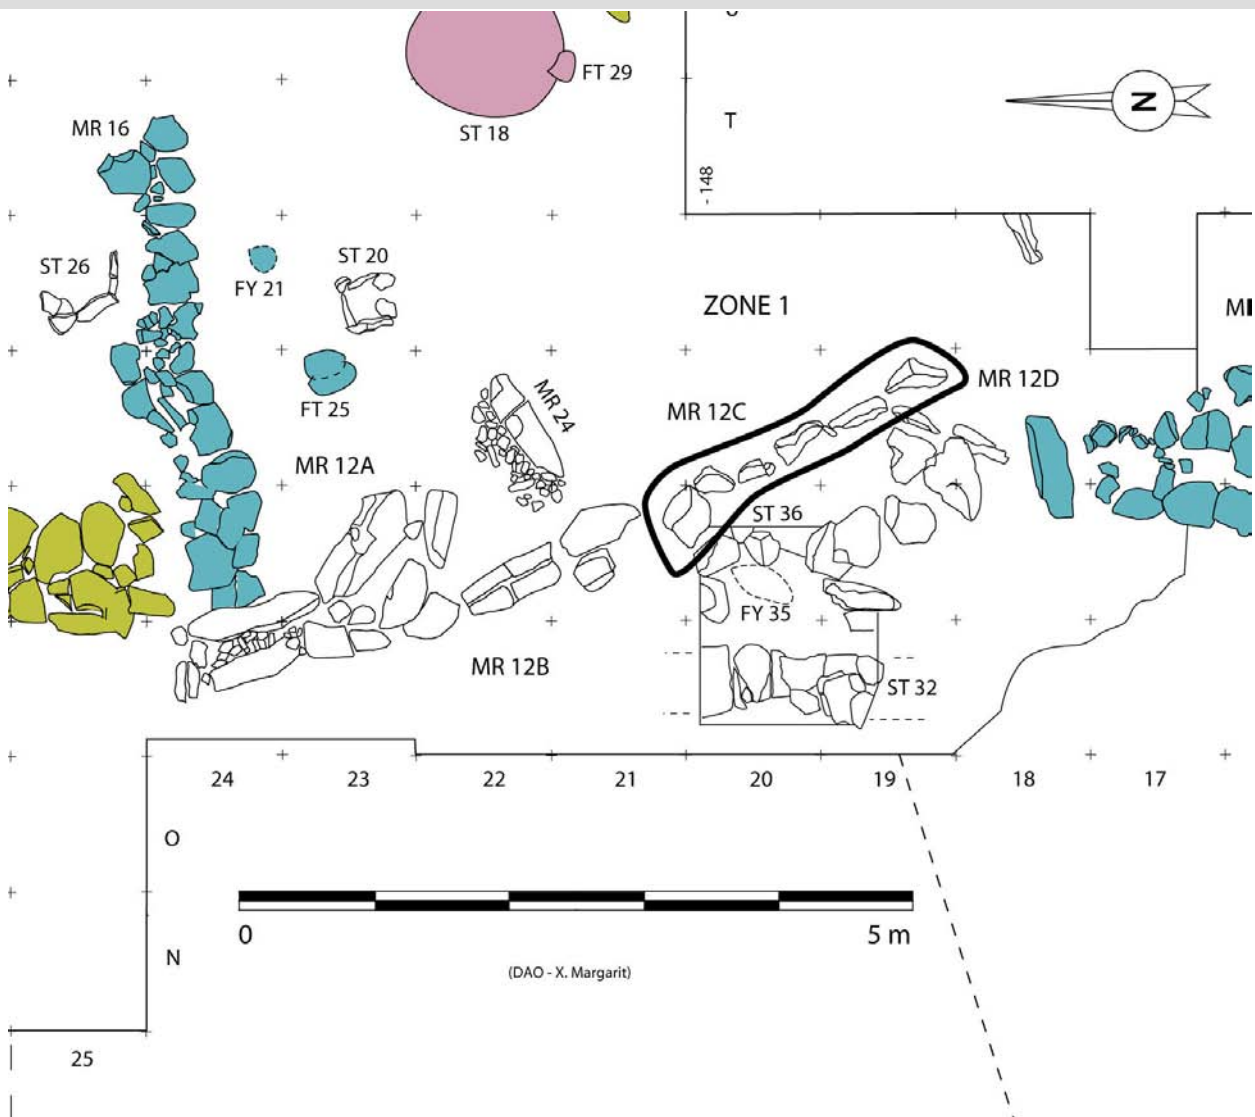 FT 29
N
MR 16
T
ST 18
- 148
ST 26
ST 20
FY 21
ZONE 1
FT 25
MR 24
MR 12D
MR 12C
MR 12A
ST 36
FY 35
MR 12B
ST 32
24 23 22 21 20 19 18 17
O
N
0 5 m
(DAO - X. Margarit)
25